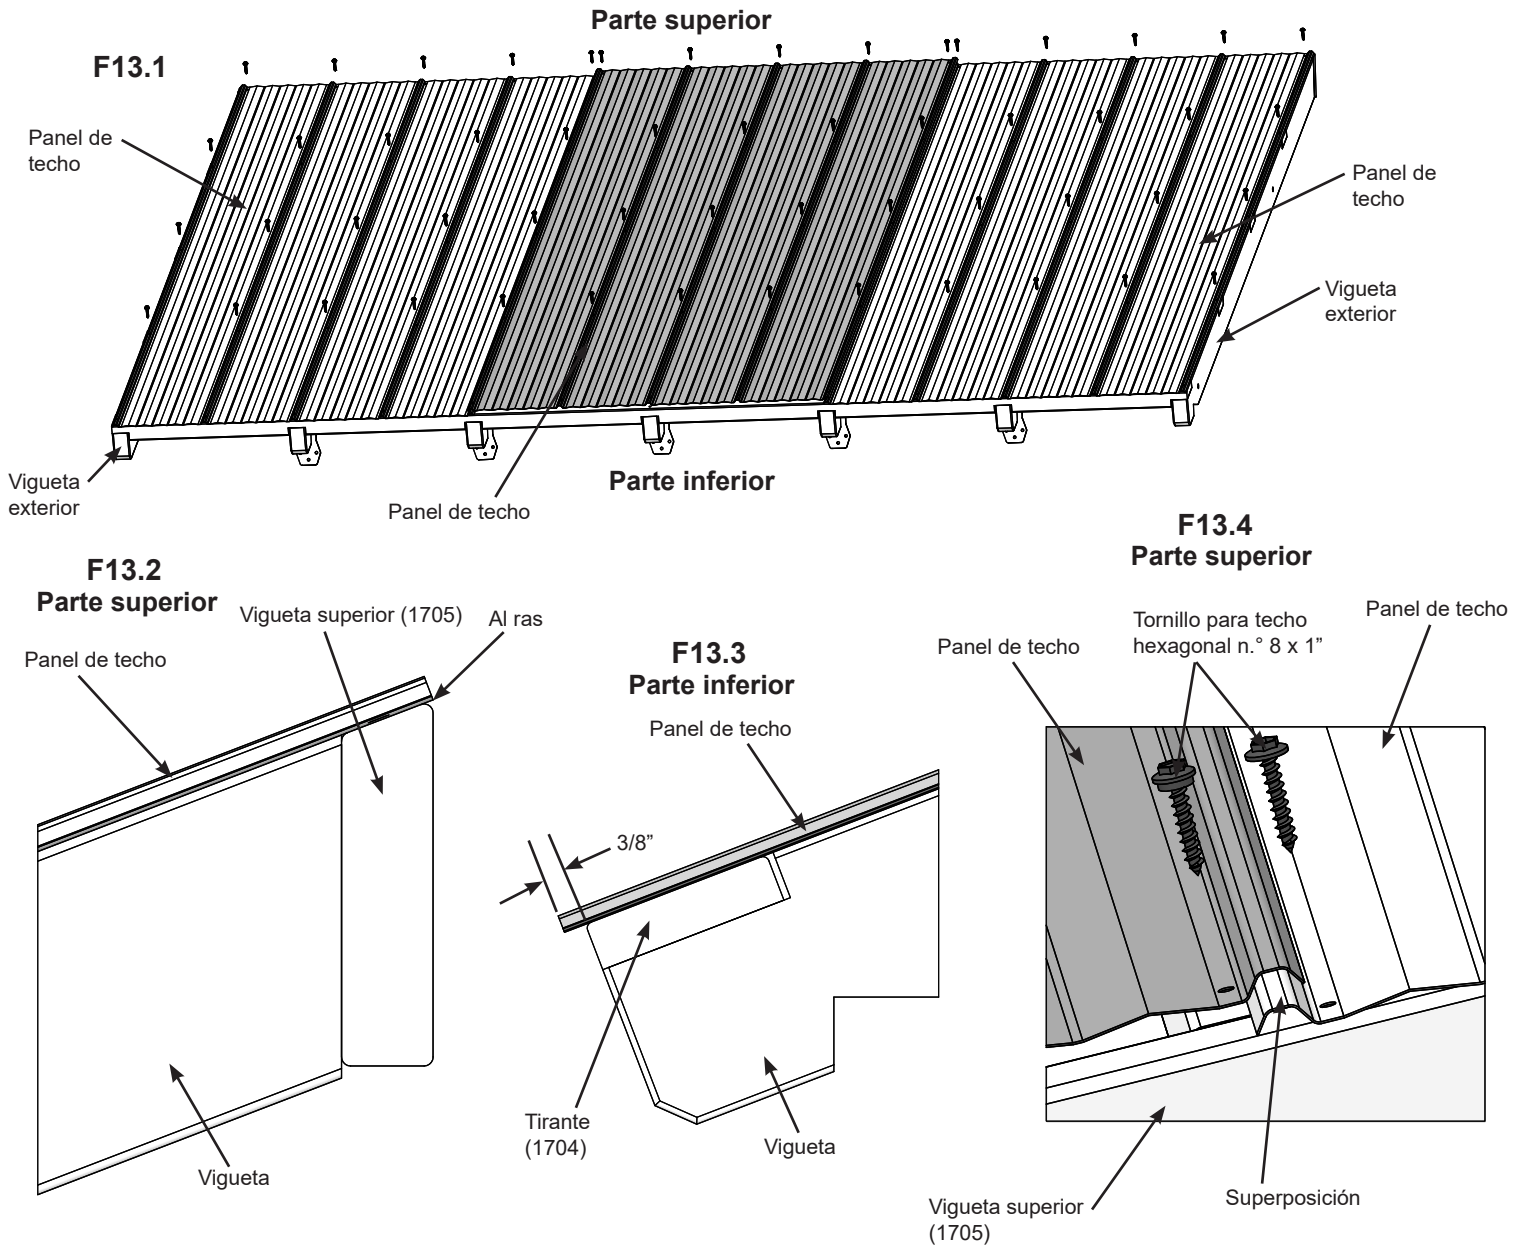 Parte superior
F13.1
Panel de
techo
Panel de
techo
Vigueta
exterior
Vigueta
exterior
Panel de techo
Parte inferior
F13.2
Parte superior
Vigueta superior (1705)
Al ras
Panel de techo
Vigueta
F13.3
Parte inferior
Panel de techo
3/8”
Tirante
(1704)
Vigueta
F13.4
Parte superior
Panel de techo
Tornillo para techo
hexagonal n.° 8 x 1”
Panel de techo
Vigueta superior
(1705)
Superposición